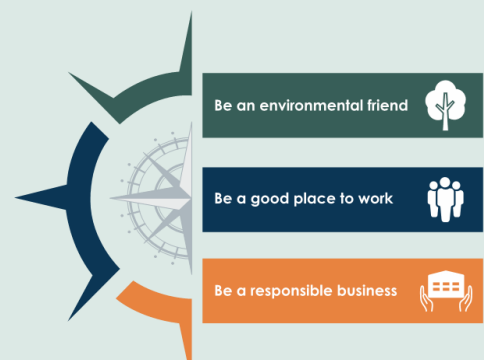 Be an environmental friend
Be a good place to work
Be a responsible business